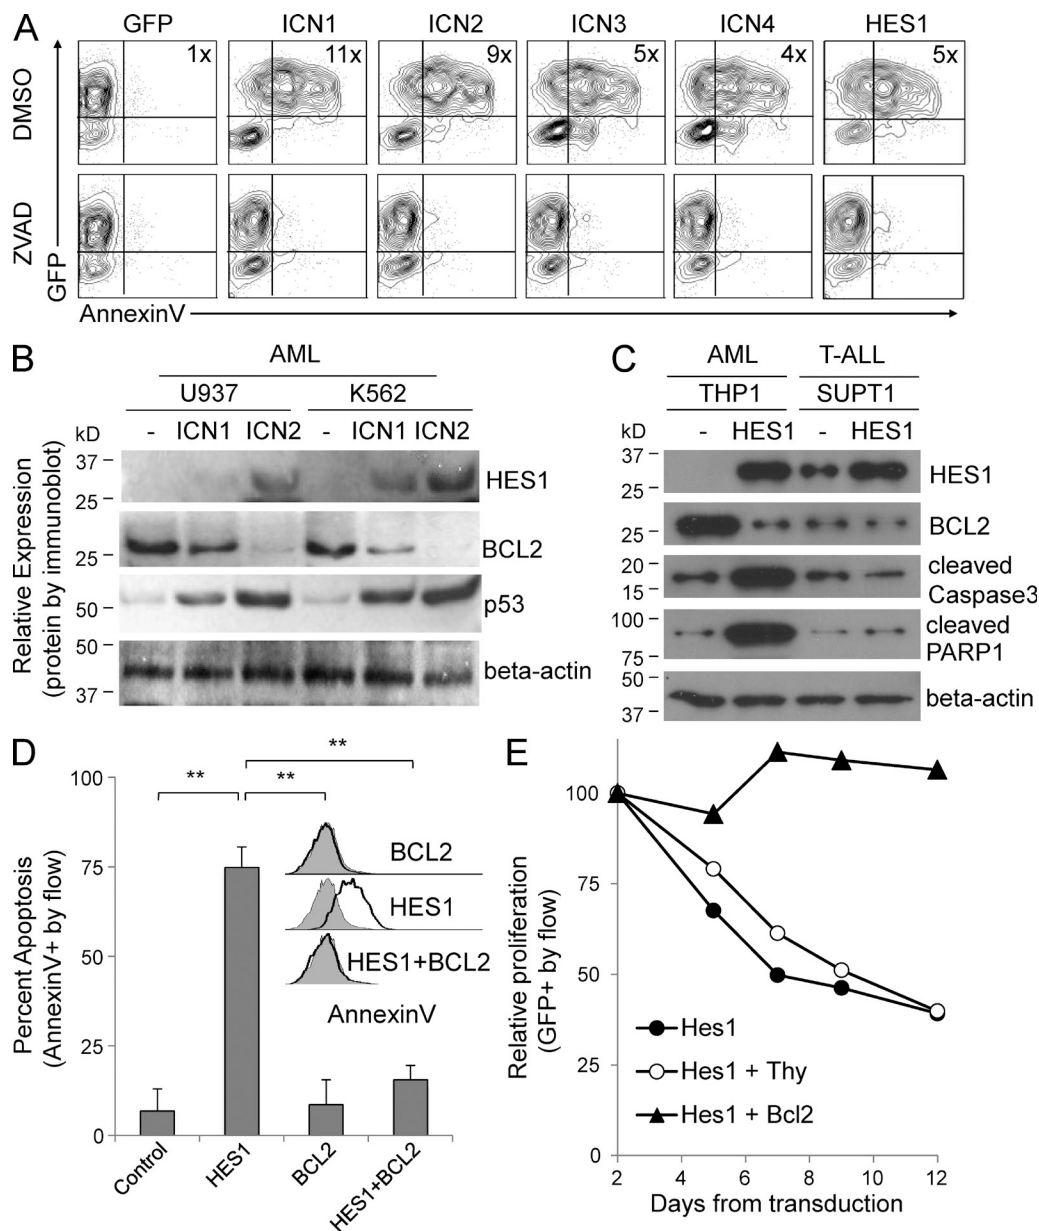 A
GFP ICN1 ICN2 ICN3 ICN4 HES1
DMSO
1x 11x 9x 5x 4x 5x
ZVAD
GFP
AnnexinV
B
AML
U937 K562
kD - ICN1 ICN2 - ICN1 ICN2
Relative Expression
(protein by immunoblot)
37
25
HES1
25
BCL2
50
p53
50
37
beta-actin
C
AML T-ALL
THP1 SUPT1
kD - HES1 - HES1
37
25
HES1
25
BCL2
20
15
cleaved
Caspase3
100
75
cleaved
PARP1
50
37
beta-actin
D
Percent Apoptosis
(AnnexinV+ by flow)
100
75
50
25
0
**
**
**
BCL2
HES1
HES1+BCL2
AnnexinV
Control HES1 BCL2 HES1+BCL2
E
Relative proliferation
(GFP+ by flow)
100
75
50
25
0
Hes1
Hes1 + Thy
Hes1 + Bcl2
2 4 6 8 10 12
Days from transduction